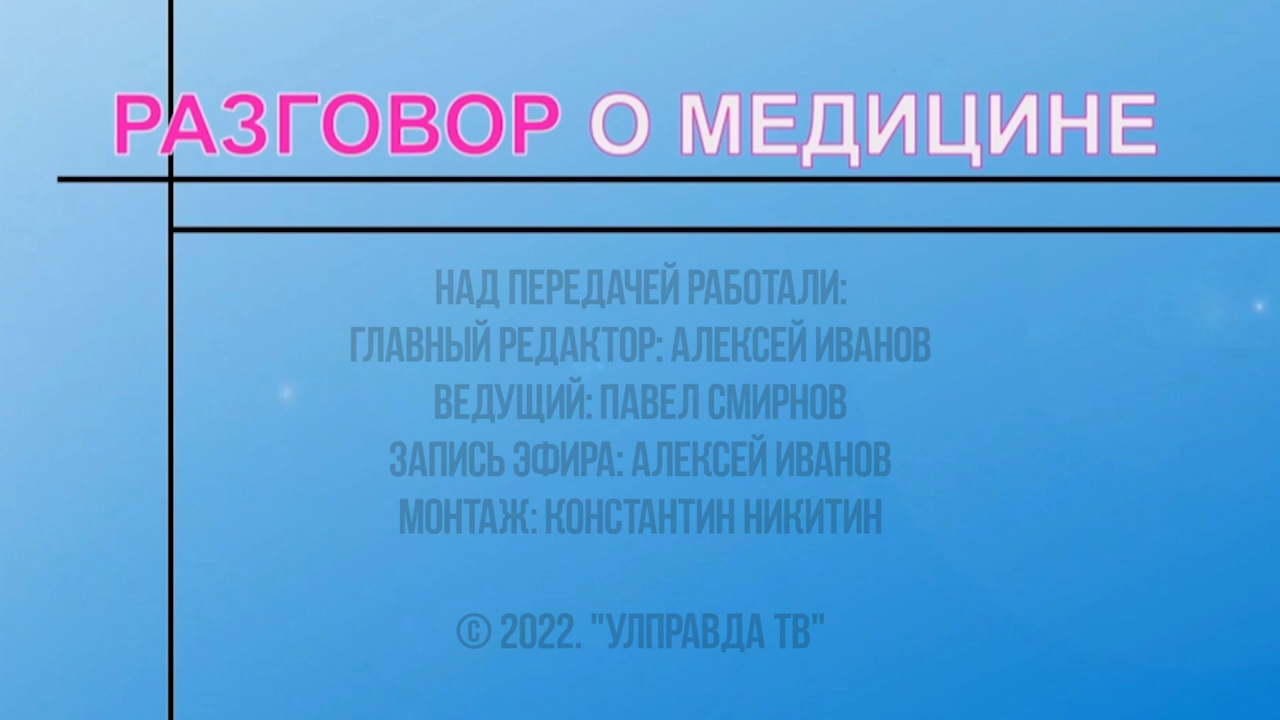 РАЗГОВОР О МЕДИЦИНЕ
НАД ПЕРЕДАЧЕЙ РАБОТАЛИ:
ГЛАВНЫЙ РЕДАКТОР: АЛЕКСЕЙ ИВАНОВ
ВЕДУЩИЙ: ПАВЕЛ СМИРНОВ
ЗАПИСЬ ЭФИРА: АЛЕКСЕЙ ИВАНОВ
МОНТАЖ: КОНСТАНТИН НИКИТИН
© 2022. "УЛПРАВДА ТВ"